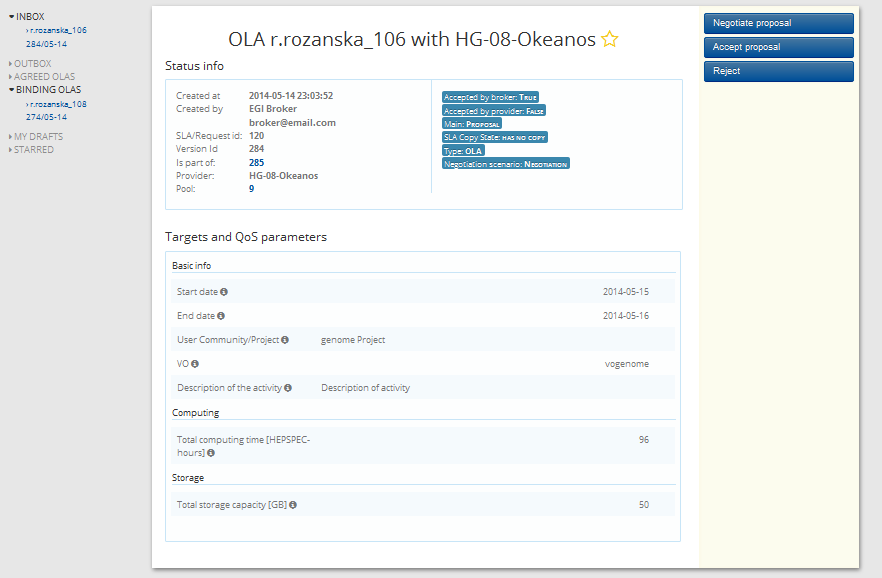 INBOX
›r.rozanska_106
284/05-14
OUTBOX
AGREED OLAS
BINDING OLAS
›r.rozanska_108
274/05-14
MY DRAFTS
STARRED
OLA r.rozanska_106 with HG-08-Okeanos
Status info
Created at 2014-05-14 23:03:52
Created by EGI Broker
broker@email.com
SLA/Request id: 120
Version Id 284
Is part of: 285
Provider: HG-08-Okeanos
Pool: 9
Accepted by broker: True
Accepted by provider: False
Main: Proposal
SLA Copy State: has no copy
Type: OLA
Negotiation scenario: Negotiation
Targets and QoS parameters
Basic info
Start date 2014-05-15
End date 2014-05-16
User Community/Project genome Project
VO vogenome
Description of the activity Description of activity
Computing
Total computing time [HEPSPEC- 96
hours]
Storage
Total storage capacity [GB] 50
Negotiate proposal
Accept proposal
Reject